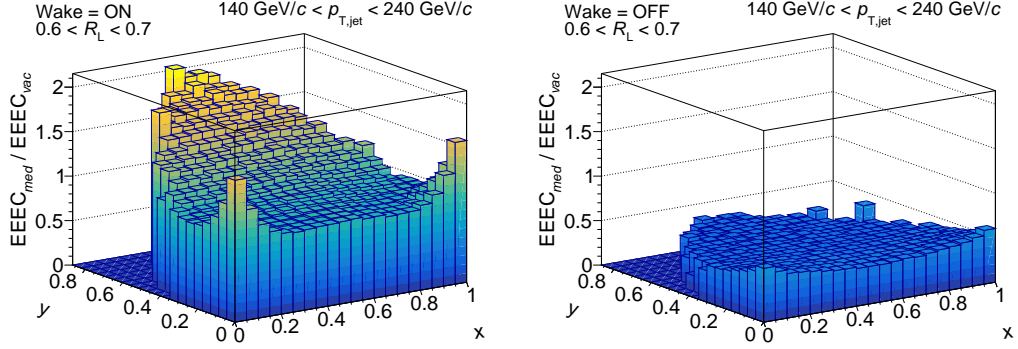 Wake = ON
140 GeV/c < p_T,jet < 240 GeV/c
0.6 < R_L < 0.7
EEEC_med / EEEC_vac
2
1.5
1
0.5
0
0.8
0.6
0.4
0.2
0
y
0
0.2
0.4
0.6
0.8
1
x
Wake = OFF
140 GeV/c < p_T,jet < 240 GeV/c
0.6 < R_L < 0.7
EEEC_med / EEEC_vac
2
1.5
1
0.5
0
0.8
0.6
0.4
0.2
0
y
0
0.2
0.4
0.6
0.8
1
x